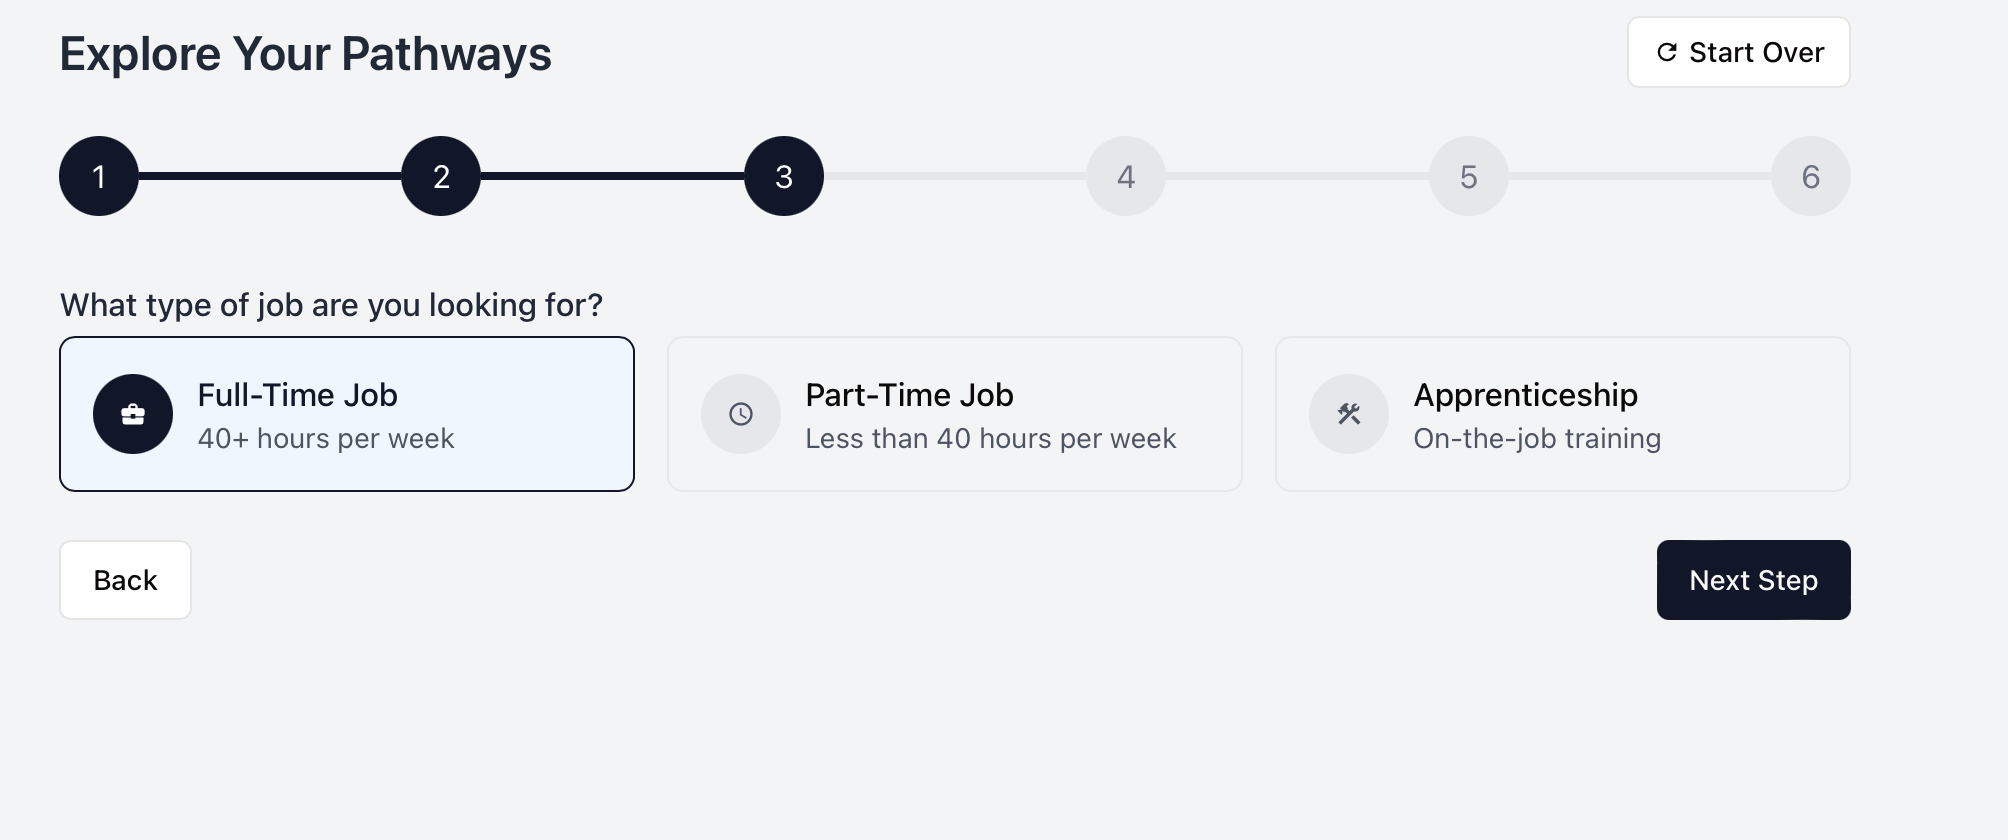 Explore Your Pathways
Start Over
1 2 3 4 5 6
What type of job are you looking for?
Full-Time Job
40+ hours per week
Part-Time Job
Less than 40 hours per week
Apprenticeship
On-the-job training
Back
Next Step